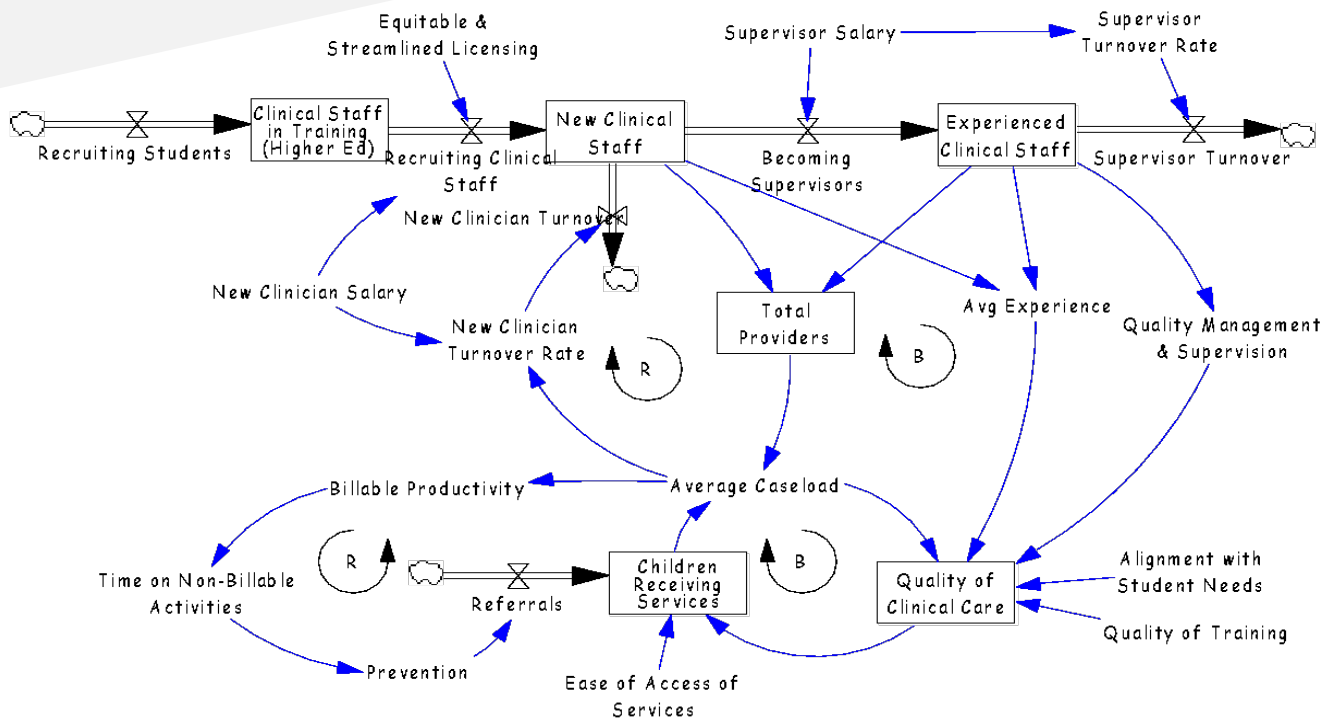 Equitable &
Streamlined Licensing
Supervisor Salary
Supervisor
Turnover Rate
Clinical Staff
in Training
(Higher Ed)
New Clinical
Staff
Experienced
Clinical Staff
Recruiting Students
Recruiting Clinical
Staff
Becoming
Supervisors
Supervisor Turnover
New Clinician Turnover
New Clinician Salary
New Clinician
Turnover Rate
Total
Providers
Avg Experience
Quality Management
& Supervision
R
B
Billable Productivity
Average Caseload
R
B
Time on Non-Billable
Activities
Referrals
Children
Receiving
Services
Quality of
Clinical Care
Alignment with
Student Needs
Quality of Training
Prevention
Ease of Access of
Services